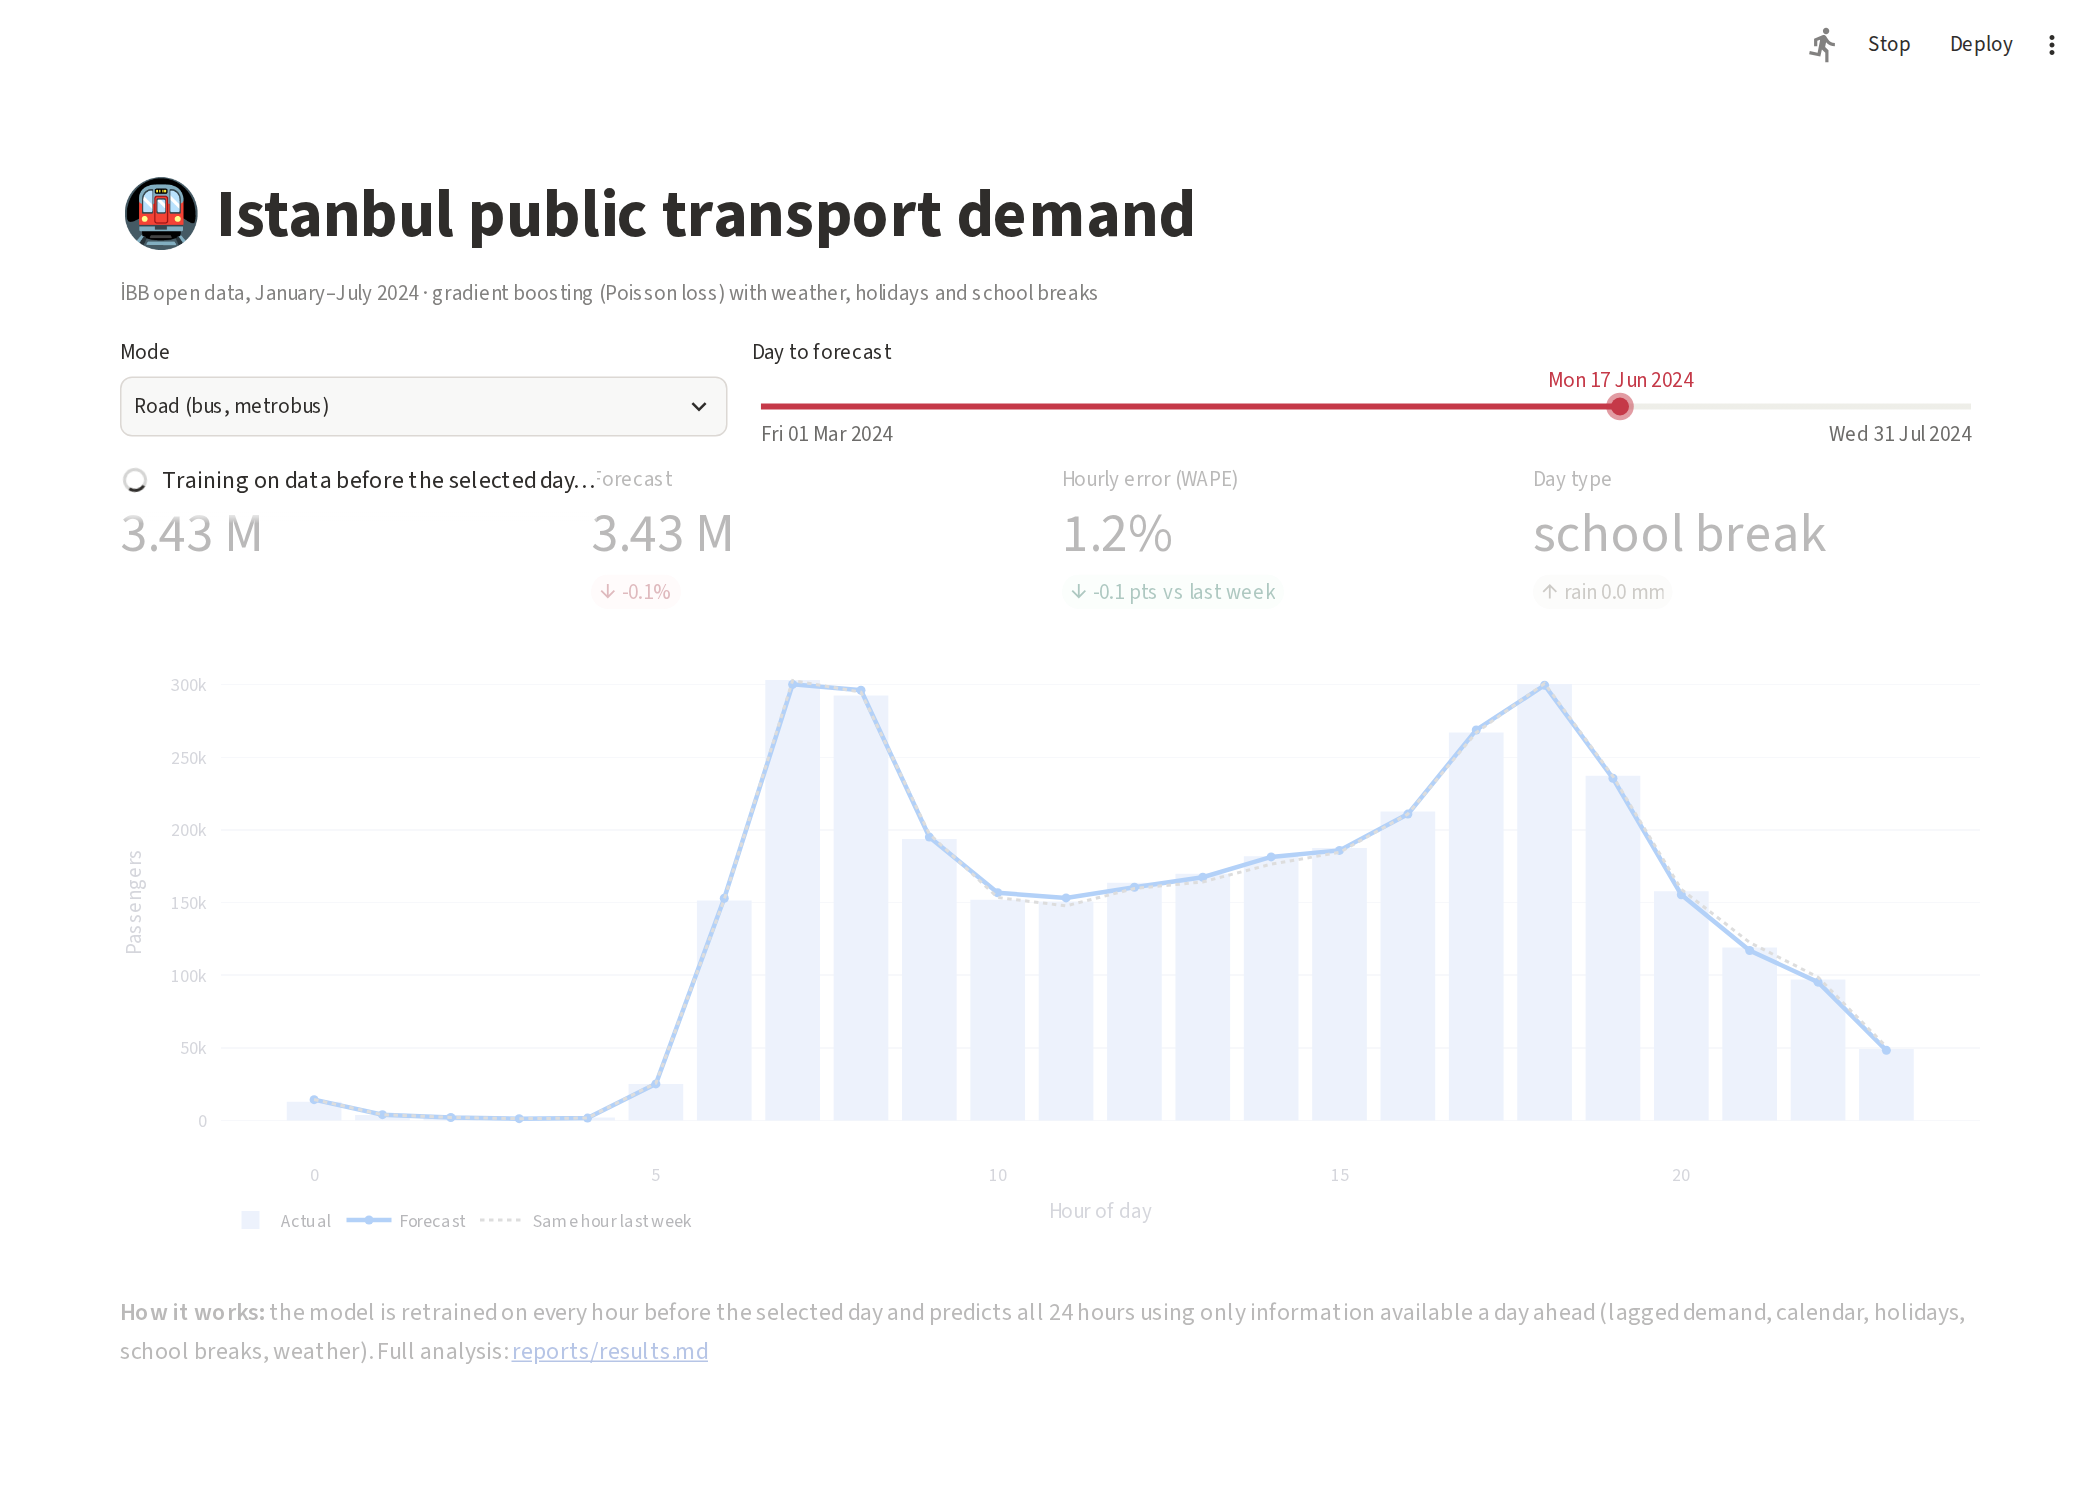 Stop Deploy
Istanbul public transport demand
İBB open data, January–July 2024 · gradient boosting (Poisson loss) with weather, holidays and school breaks
Mode
Day to forecast
Mon 17 Jun 2024
Road (bus, metrobus)
Fri 01 Mar 2024
Wed 31 Jul 2024
Training on data before the selected day...
Forecast
Hourly error (WAPE)
Day type
3.43 M
3.43 M
1.2%
school break
↓ -0.1%
↓ -0.1 pts vs last week
↑ rain 0.0 mm
300k
250k
200k
150k
100k
50k
0
Passengers
0 5 10 15 20
Hour of day
Actual Forecast Same hour last week
How it works: the model is retrained on every hour before the selected day and predicts all 24 hours using only information available a day ahead (lagged demand, calendar, holidays,
school breaks, weather). Full analysis: reports/results.md